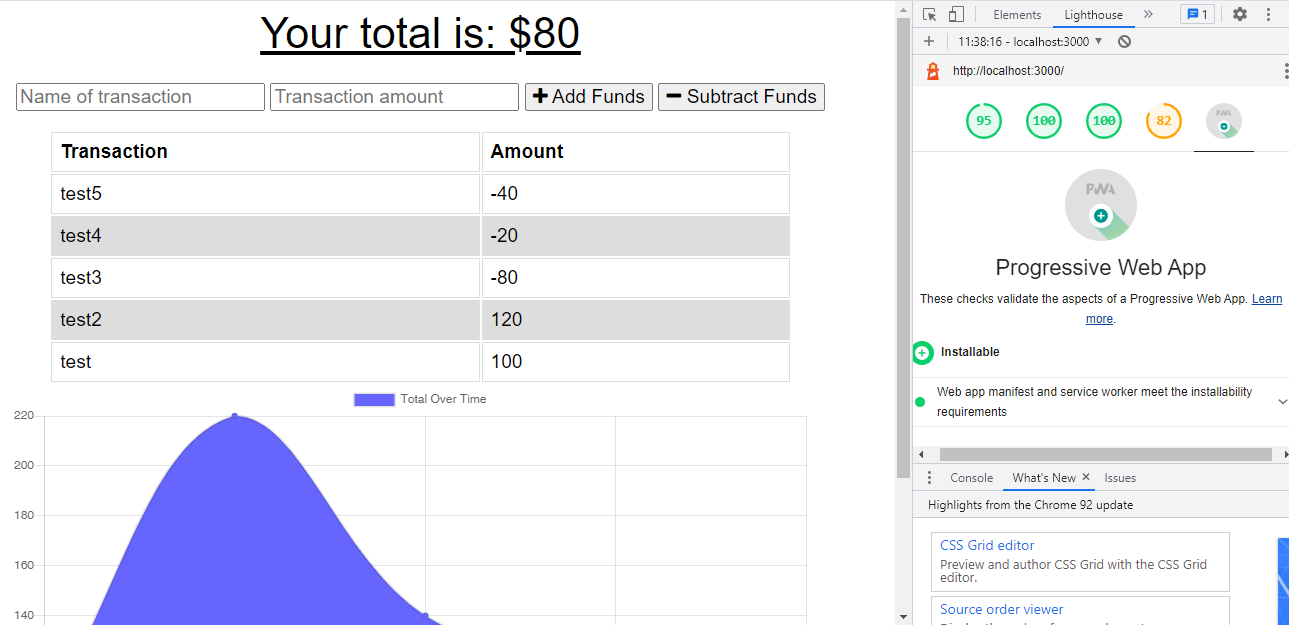 Your total is: $80
Name of transaction Transaction amount Add Funds Subtract Funds
Transaction Amount
test5 -40
test4 -20
test3 -80
test2 120
test 100
Total Over Time
220
200
180
160
140
Elements Lighthouse 1
11:38:16 - localhost:3000
http://localhost:3000/
95 100 100 82 PWA
PWA
Progressive Web App
These checks validate the aspects of a Progressive Web App. Learn
more.
Installable
Web app manifest and service worker meet the installability
requirements
Console What's New Issues
Highlights from the Chrome 92 update
CSS Grid editor
Preview and author CSS Grid with the CSS Grid
editor.
Source order viewer